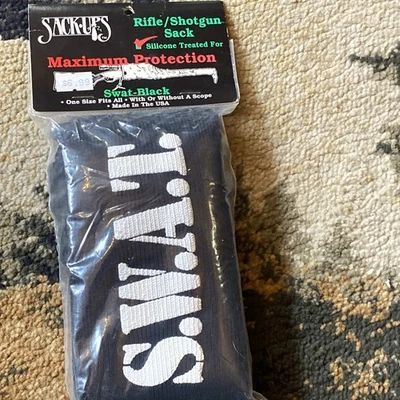 SACK-UPS
Rifle/Shotgun
Sack
Silicone Treated For
Maximum Protection
Swat-Black
• One Size Fits All • With Or Without A Scope
• Made In The USA
S.W.A.T.